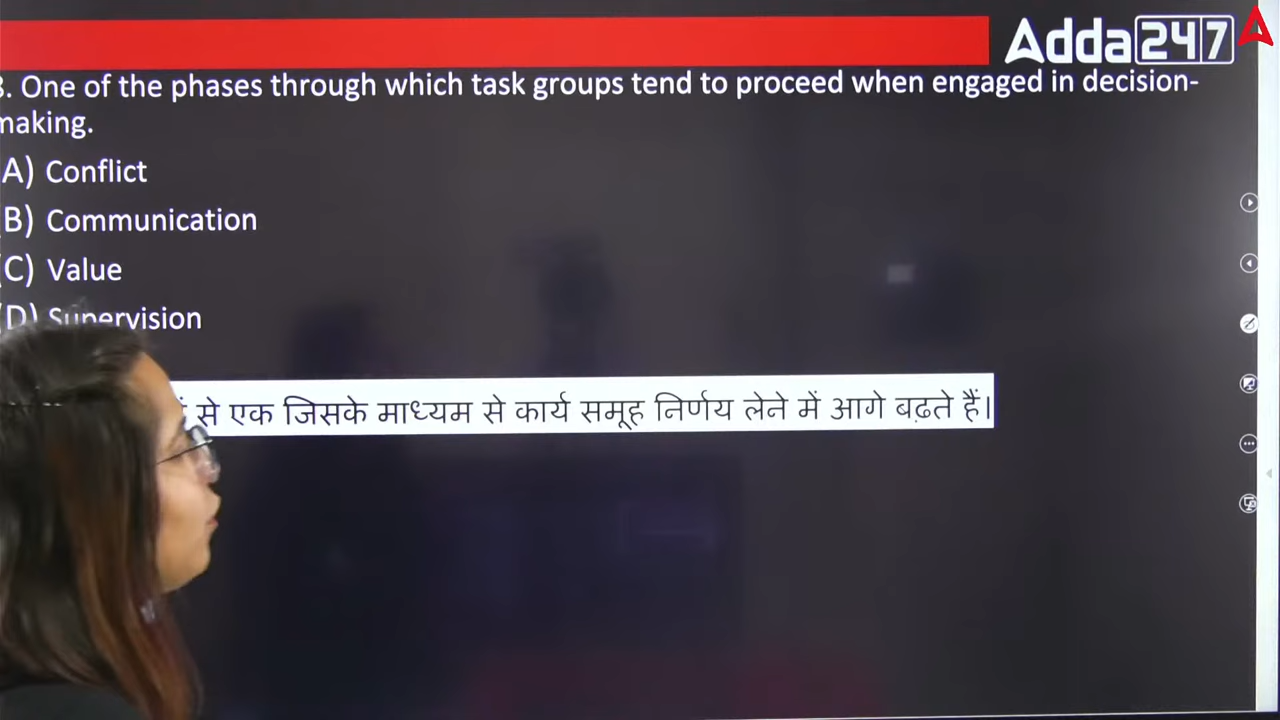 Adda247
8. One of the phases through which task groups tend to proceed when engaged in decision-
making.
(A) Conflict
(B) Communication
(C) Value
(D) Supervision
से एक जिसके माध्यम से कार्य समूह निर्णय लेने में आगे बढ़ते हैं।